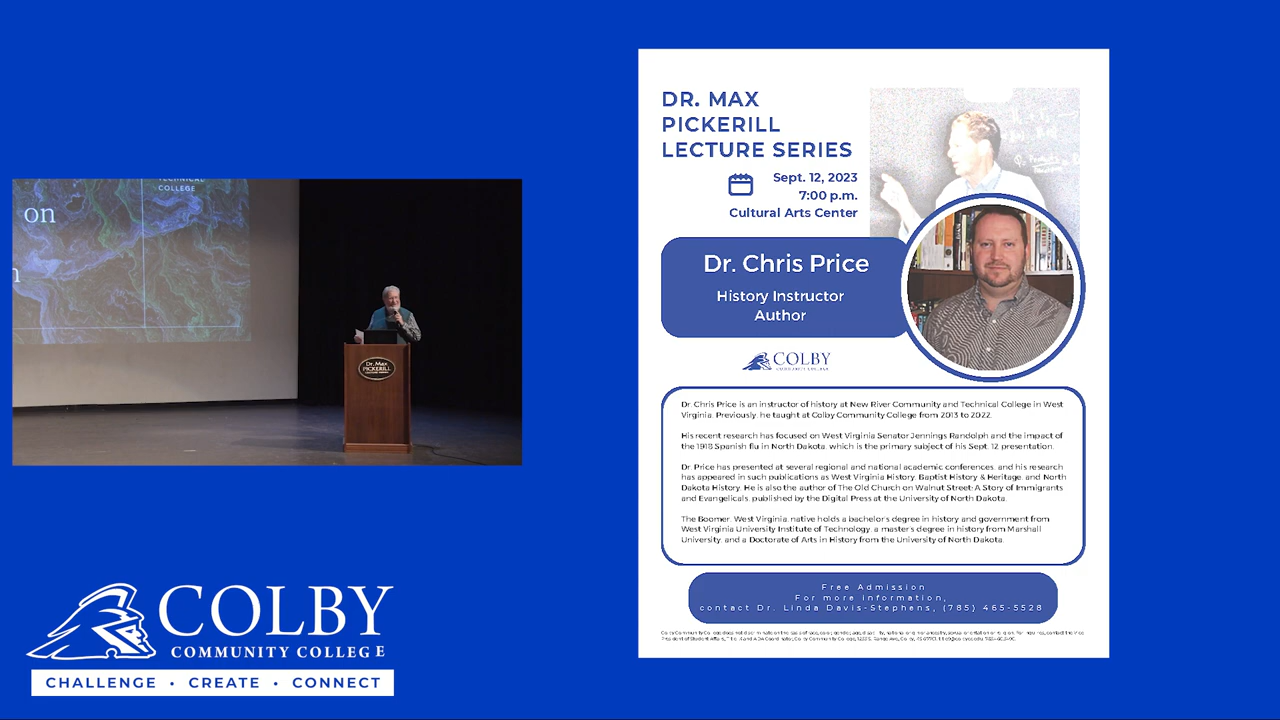 TECHNICAL
COLLEGE
on
Dr. Max
PICKERILL
LECTURE SERIES
COLBY
COMMUNITY COLLEGE
CHALLENGE • CREATE • CONNECT
DR. MAX
PICKERILL
LECTURE SERIES
Sept. 12, 2023
7:00 p.m.
Cultural Arts Center
Dr. Chris Price
History Instructor
Author
COLBY
COMMUNITY COLLEGE
Dr. Chris Price is an instructor of history at New River Community and Technical College in West
Virginia. Previously, he taught at Colby Community College from 2013 to 2022.
His recent research has focused on West Virginia Senator Jennings Randolph and the impact of
the 1918 Spanish flu in North Dakota, which is the primary subject of his Sept. 12 presentation.
Dr. Price has presented at several regional and national academic conferences, and his research
has appeared in such publications as West Virginia History, Baptist History & Heritage, and North
Dakota History. He is also the author of The Old Church on Walnut Street: A Story of Immigrants
and Evangelicals, published by the Digital Press at the University of North Dakota.
The Boomer, West Virginia, native holds a bachelor's degree in history and government from
West Virginia University Institute of Technology, a master's degree in history from Marshall
University, and a Doctorate of Arts in History from the University of North Dakota.
Free Admission
For more information,
contact Dr. Linda Davis-Stephens, (785) 465-5528